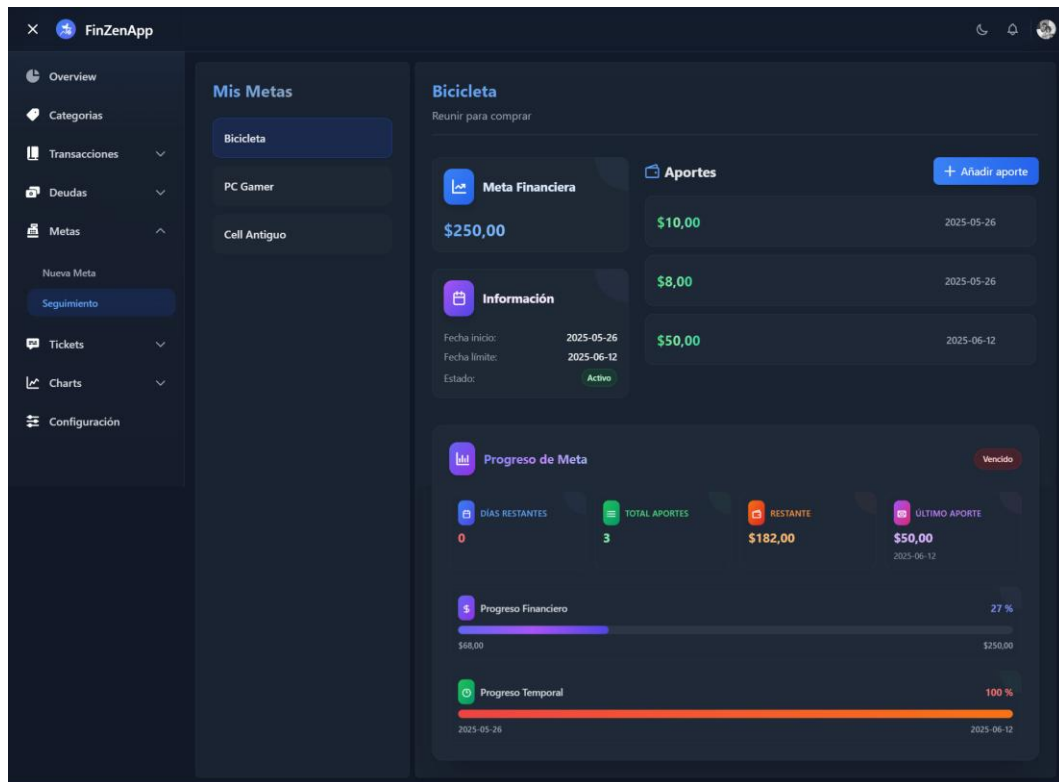 FinZenApp
Overview
Categorias
Transacciones
Deudas
Metas
Nueva Meta
Seguimiento
Tickets
Charts
Configuración
Mis Metas
Bicicleta
PC Gamer
Cell Antiguo
Bicicleta
Reunir para comprar
Meta Financiera
$250,00
Información
Fecha inicio: 2025-05-26
Fecha límite: 2025-06-12
Estado: Activo
Aportes
+ Añadir aporte
$10,00 2025-05-26
$8,00 2025-05-26
$50,00 2025-06-12
Progreso de Meta
Vencido
DÍAS RESTANTES
0
TOTAL APORTES
3
RESTANTE
$182,00
ÚLTIMO APORTE
$50,00
2025-06-12
$ Progreso Financiero 27 %
$68,00 $250,00
Progreso Temporal 100 %
2025-05-26 2025-06-12